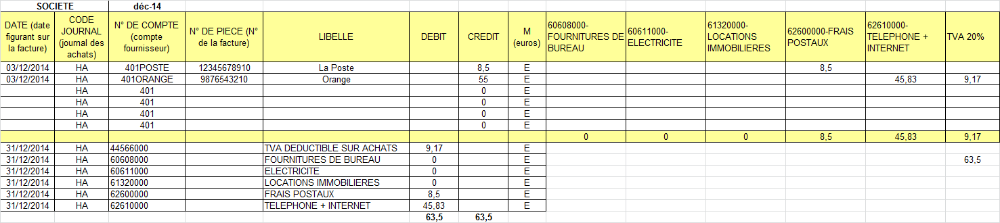 SOCIETE déc-14
DATE (date figurant sur la facture) CODE JOURNAL (journal des achats) N° DE COMPTE (compte fournisseur) N° DE PIECE (N° de la facture) LIBELLE DEBIT CREDIT M (euros) 60608000-FOURNITURES DE BUREAU 60611000-ELECTRICITE 61320000-LOCATIONS IMMOBILIERES 62600000-FRAIS POSTAUX 62610000-TELEPHONE + INTERNET TVA 20%
03/12/2014 HA 401POSTE 12345678910 La Poste 8,5 E 8,5
03/12/2014 HA 401ORANGE 9876543210 Orange 55 E 45,83 9,17
HA 401 0 E
HA 401 0 E
HA 401 0 E
HA 401 0 E
0 0 0 8,5 45,83 9,17
31/12/2014 HA 44566000 TVA DEDUCTIBLE SUR ACHATS 9,17 E
31/12/2014 HA 60608000 FOURNITURES DE BUREAU 0 E 63,5
31/12/2014 HA 60611000 ELECTRICITE 0 E
31/12/2014 HA 61320000 LOCATIONS IMMOBILIERES 0 E
31/12/2014 HA 62600000 FRAIS POSTAUX 8,5 E
31/12/2014 HA 62610000 TELEPHONE + INTERNET 45,83 E
63,5 63,5